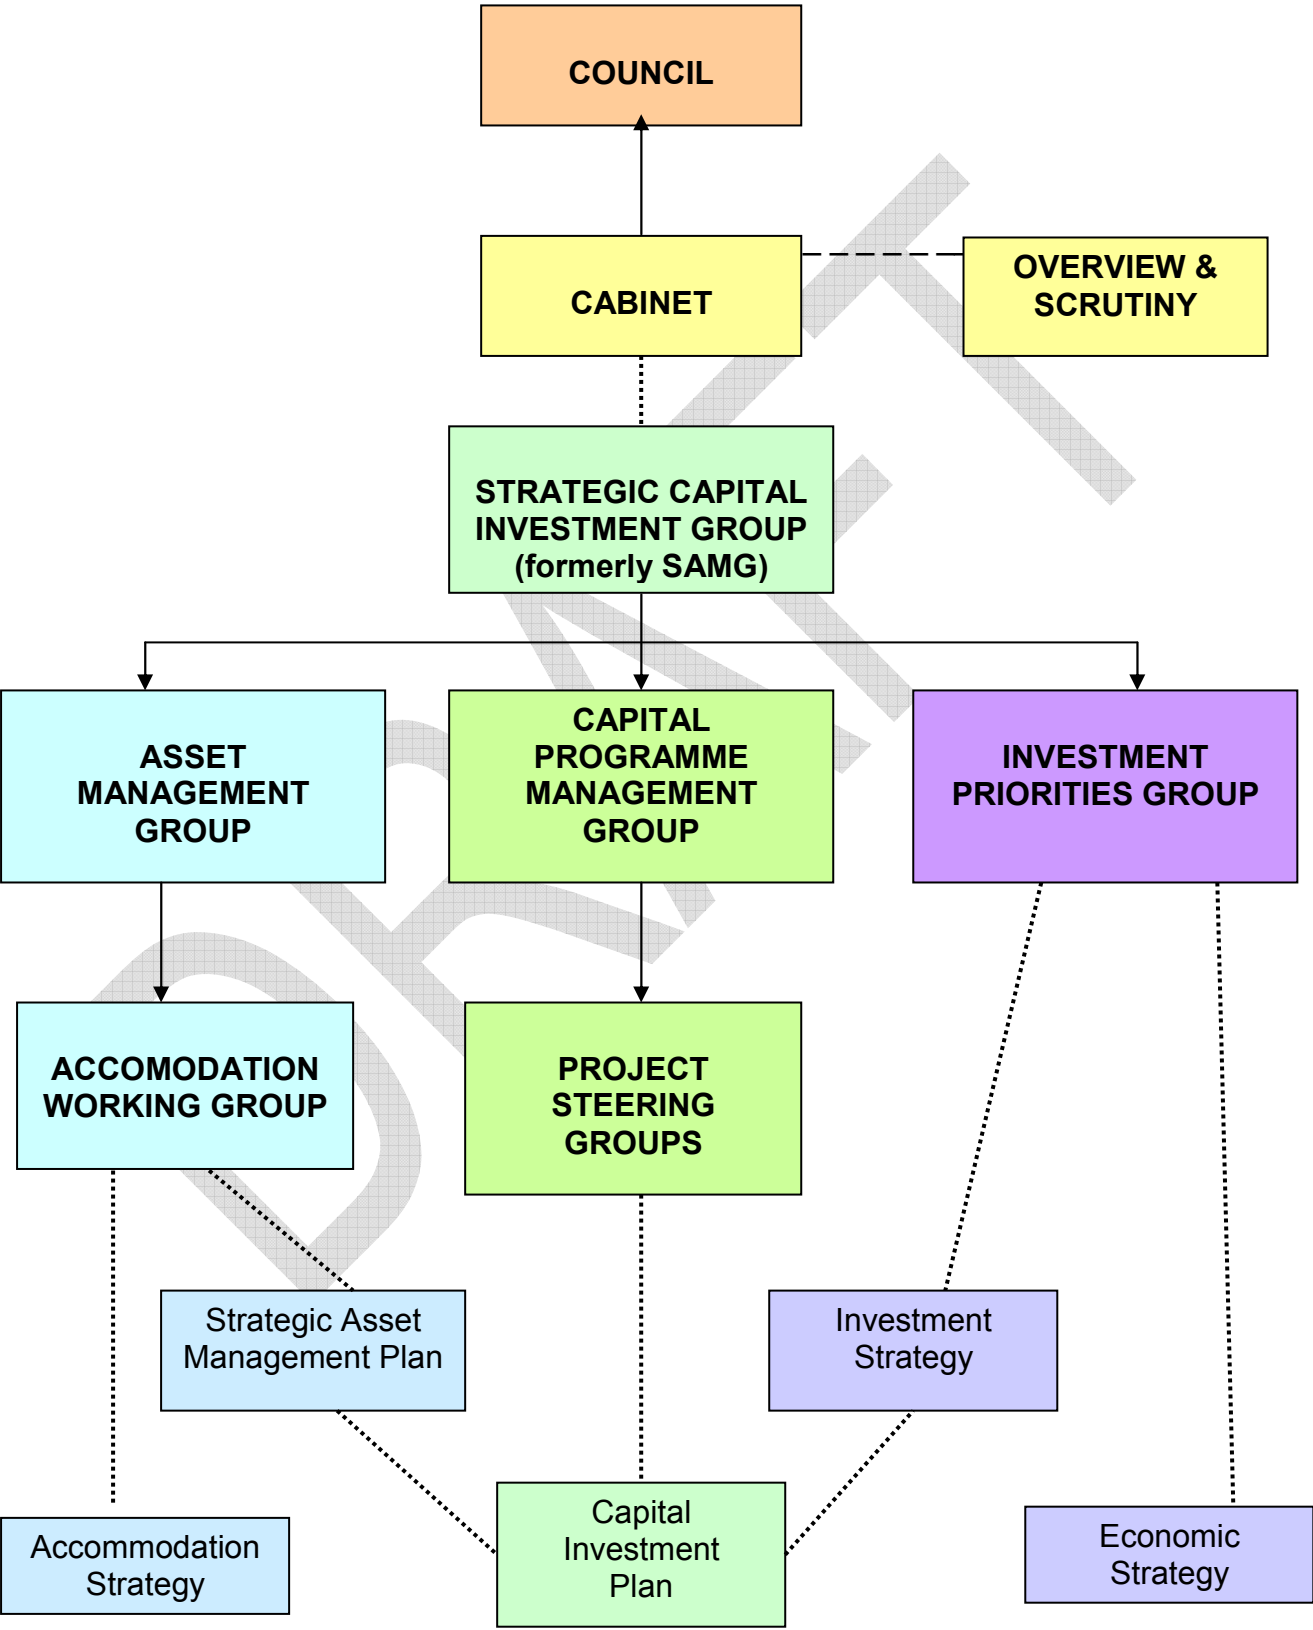 COUNCIL
CABINET
OVERVIEW &
SCRUTINY
STRATEGIC CAPITAL
INVESTMENT GROUP
(formerly SAMG)
ASSET
MANAGEMENT
GROUP
CAPITAL
PROGRAMME
MANAGEMENT
GROUP
INVESTMENT
PRIORITIES GROUP
ACCOMODATION
WORKING GROUP
PROJECT
STEERING
GROUPS
Strategic Asset
Management Plan
Investment
Strategy
Accommodation
Strategy
Capital
Investment
Plan
Economic
Strategy
DRAFT